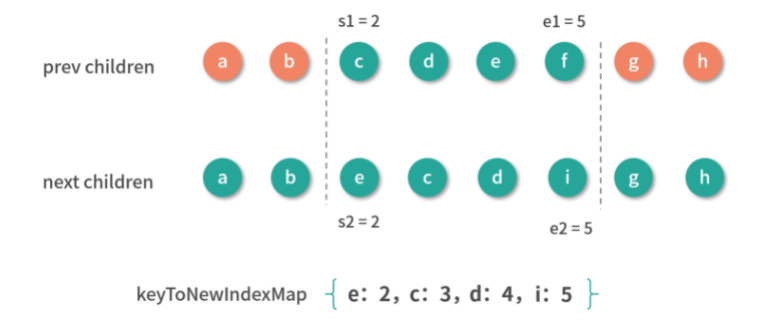 s1 = 2 e1 = 5
prev children a b c d e f g h
next children a b e c d i g h
s2 = 2 e2 = 5
keyToNewIndexMap { e: 2, c: 3, d: 4, i: 5 }